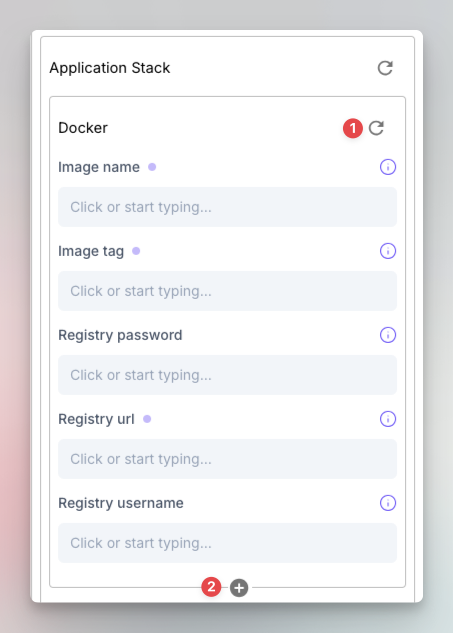 Application Stack
Docker
1
Image name
Click or start typing...
Image tag
Click or start typing...
Registry password
Click or start typing...
Registry url
Click or start typing...
Registry username
Click or start typing...
2